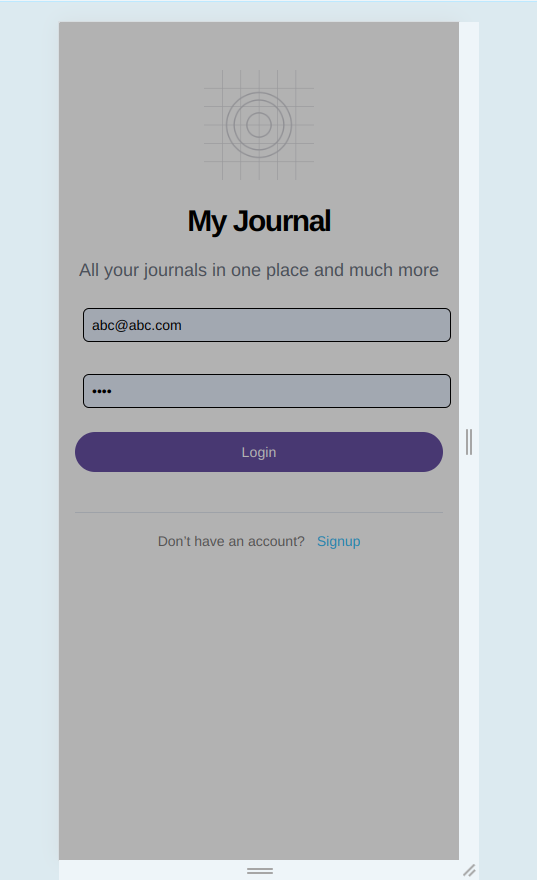 My Journal
All your journals in one place and much more
abc@abc.com
••••
Login
Don't have an account? Signup